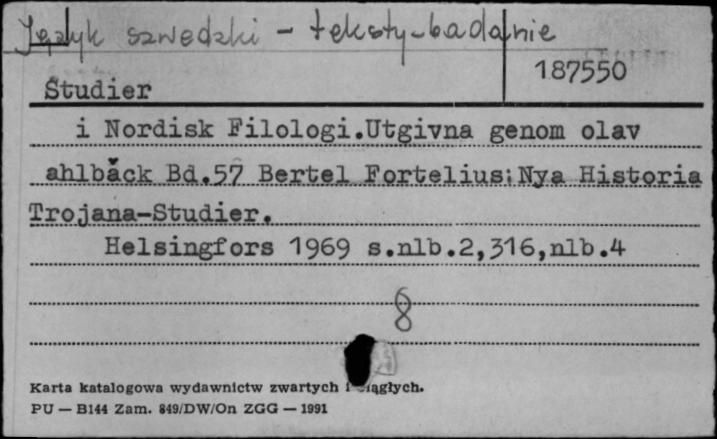 Język szwedzki - teksty-badanie
187550
Studier
i Nordisk Filologi.Utgivna genom olav
ahlbäck Bd.57 Bertel Fortelius:Nya Historia
Trojana-Studier.
Helsingfors 1969 s.nlb.2,316,nlb.4
8
Karta katalogowa wydawnictw zwartych i ciągłych.
PU — B144 Zam. 849/DW/On ZGG — 1991